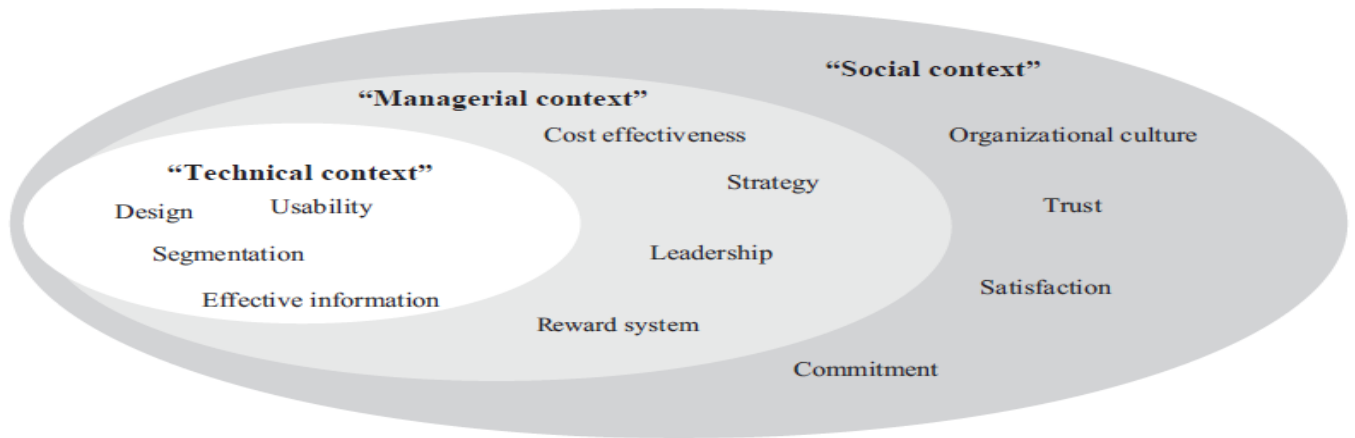 “Social context”
“Managerial context”
Cost effectiveness
Organizational culture
“Technical context”
Strategy
Design
Usability
Trust
Segmentation
Leadership
Satisfaction
Effective information
Reward system
Commitment